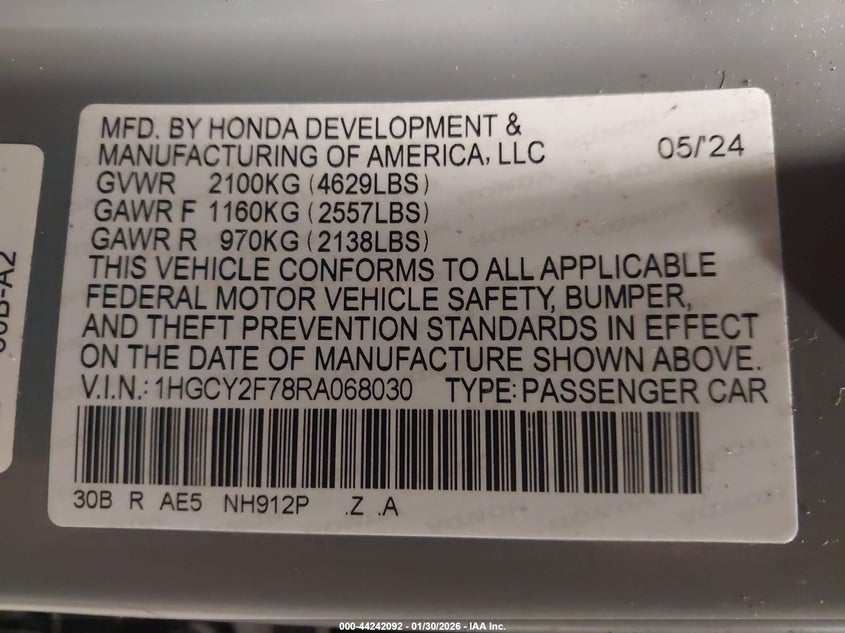 MFD. BY HONDA DEVELOPMENT &
MANUFACTURING OF AMERICA, LLC 05/'24
GVWR 2100KG (4629LBS)
GAWR F 1160KG (2557LBS)
GAWR R 970KG (2138LBS)
THIS VEHICLE CONFORMS TO ALL APPLICABLE
FEDERAL MOTOR VEHICLE SAFETY, BUMPER,
AND THEFT PREVENTION STANDARDS IN EFFECT
ON THE DATE OF MANUFACTURE SHOWN ABOVE.
V.I.N.: 1HGCY2F78RA068030 TYPE: PASSENGER CAR
30B R AE5 NH912P .Z .A
000-44242092 - 01/30/2026 - IAA Inc.